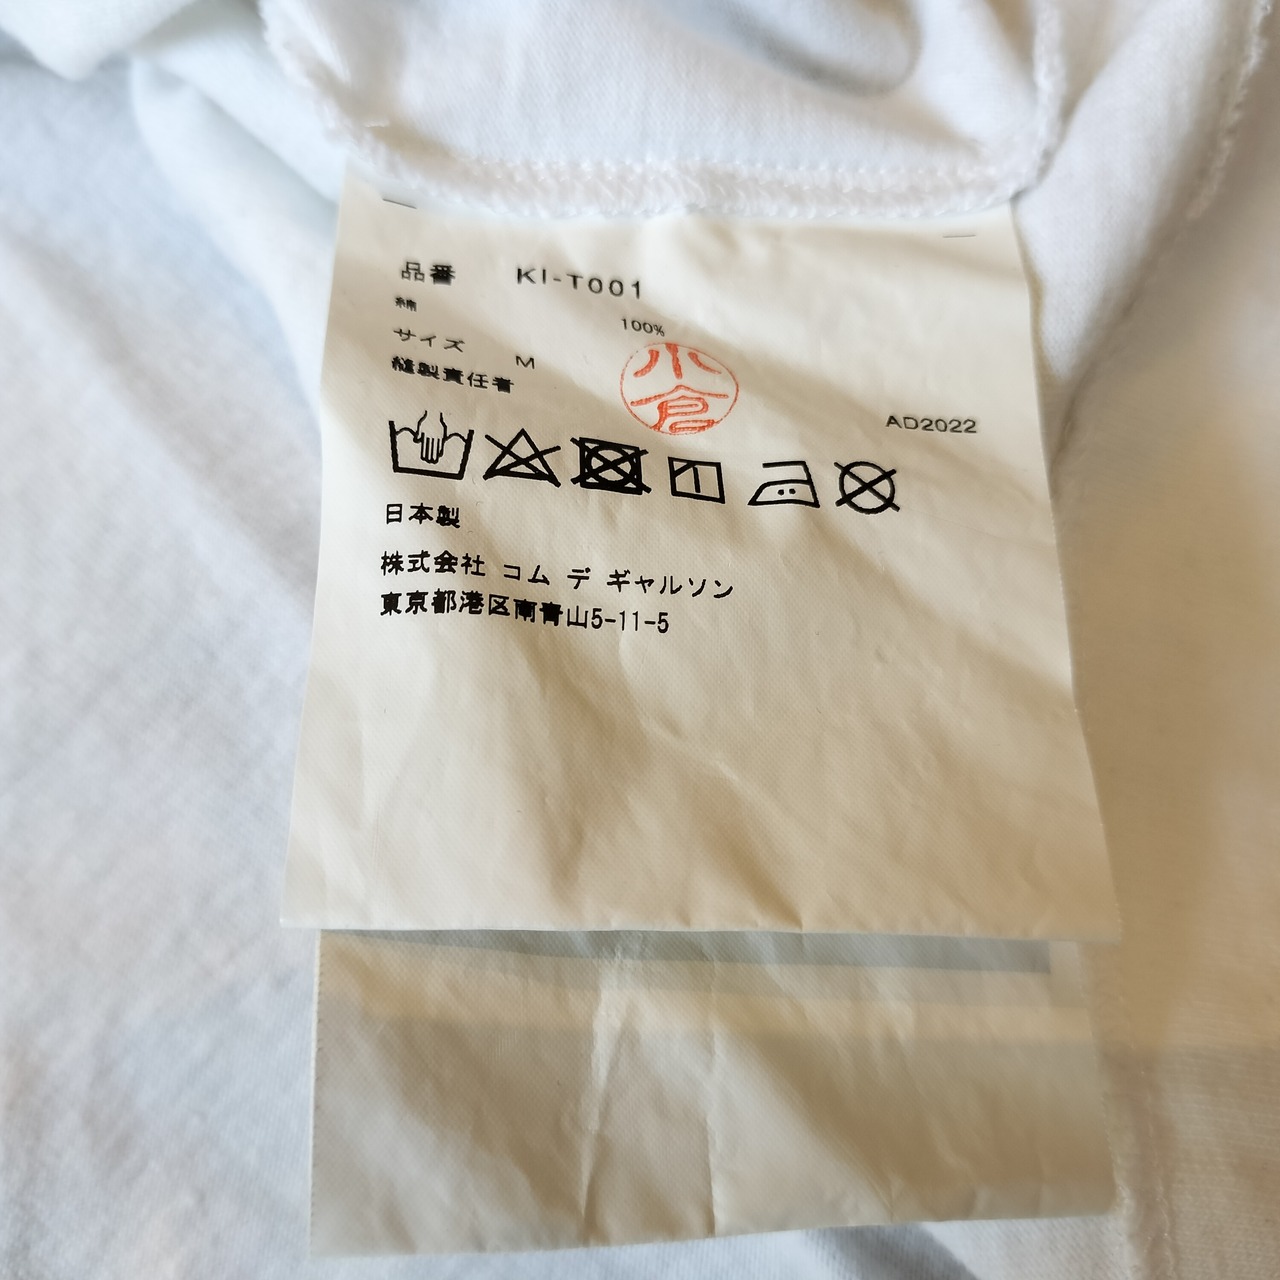 品番 KI-T001
綿 100%
サイズ M
縫製責任者 小倉
AD2022
日本製
株式会社 コム デ ギャルソン
東京都港区南青山5-11-5